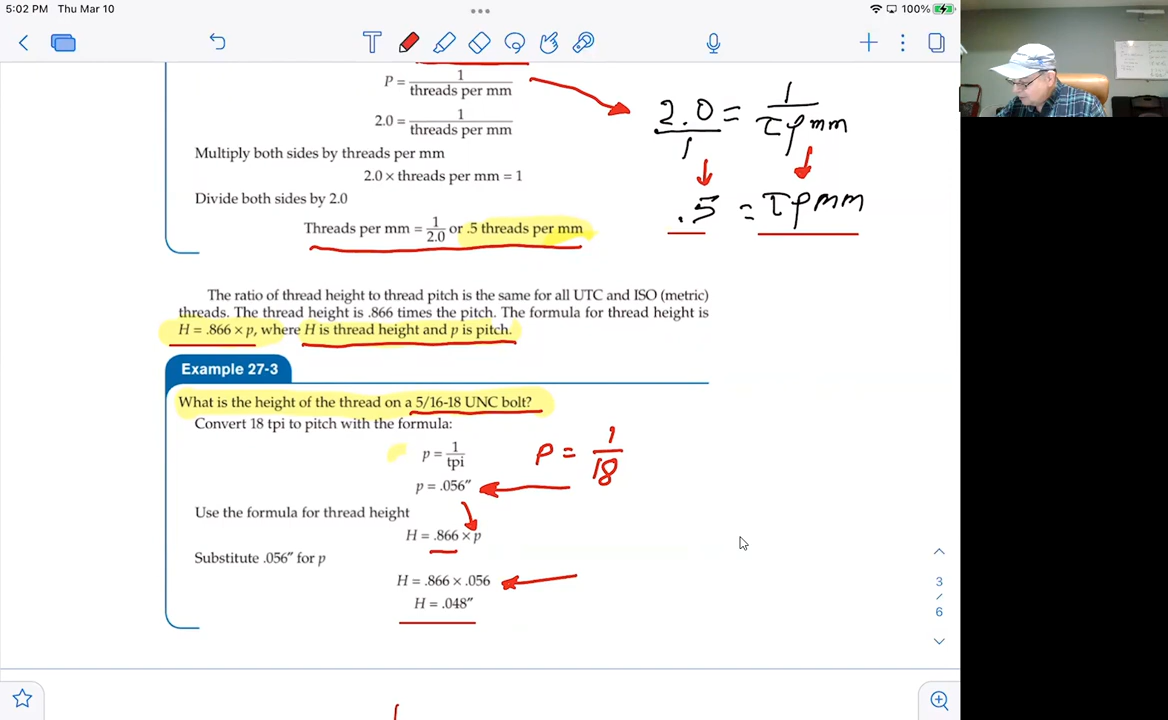 5:02 PM Thu Mar 10
100%
P = 1 / threads per mm
2.0 = 1 / threads per mm
2.0 / 1 = 1 / Tpmm
Multiply both sides by threads per mm
2.0 × threads per mm = 1
Divide both sides by 2.0
.5 = Tpmm
Threads per mm = 1/2.0 or .5 threads per mm
The ratio of thread height to thread pitch is the same for all UTC and ISO (metric)
threads. The thread height is .866 times the pitch. The formula for thread height is
H = .866 × p, where H is thread height and p is pitch.
Example 27-3
What is the height of the thread on a 5/16-18 UNC bolt?
Convert 18 tpi to pitch with the formula:
p = 1 / tpi
P = 1 / 18
p = .056″
Use the formula for thread height
H = .866 × p
Substitute .056″ for p
H = .866 × .056
H = .048″
3
/
6